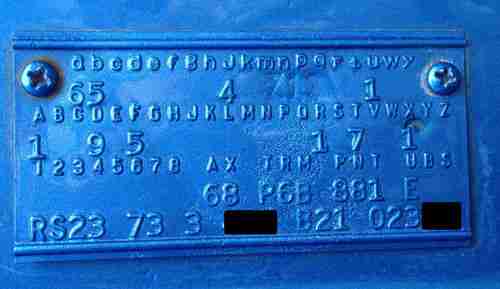 abcdefghJkmnpqrtuwy
65 4 1
ABCDEFGHJKLMNPQRSTVWXYZ
1 9 5 1 7 1
12345678 AX TRM PNT UBS
68 P6B 881 E
RS23 73 3 B21 023